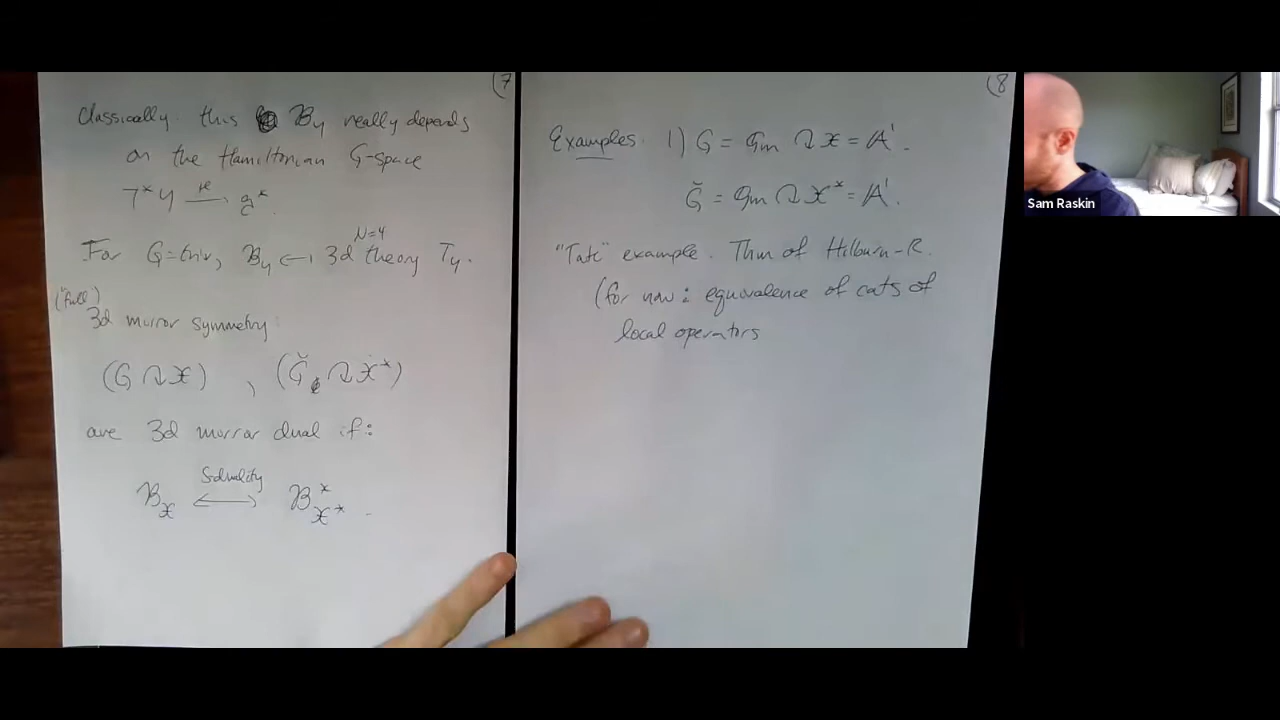 (7
Classically this B_Y really depends
on the Hamiltonian G-space
T*Y —μ→ g*.
For G=triv, B_Y ↔ 3d N=4 theory T_Y.
("full")
3d mirror symmetry:
(G ↷ X) , (Ǧ ↷ X*)
are 3d mirror dual if:
B_X ⟷ S-duality B*_X* .
(8
Examples. 1) G = Gm ↷ X = A¹.
Ǧ = Gm ↷ X* = A¹.
"Tate" example. Thm of Hilburn-R.
(for now: equivalence of cats of
local operators
Sam Raskin